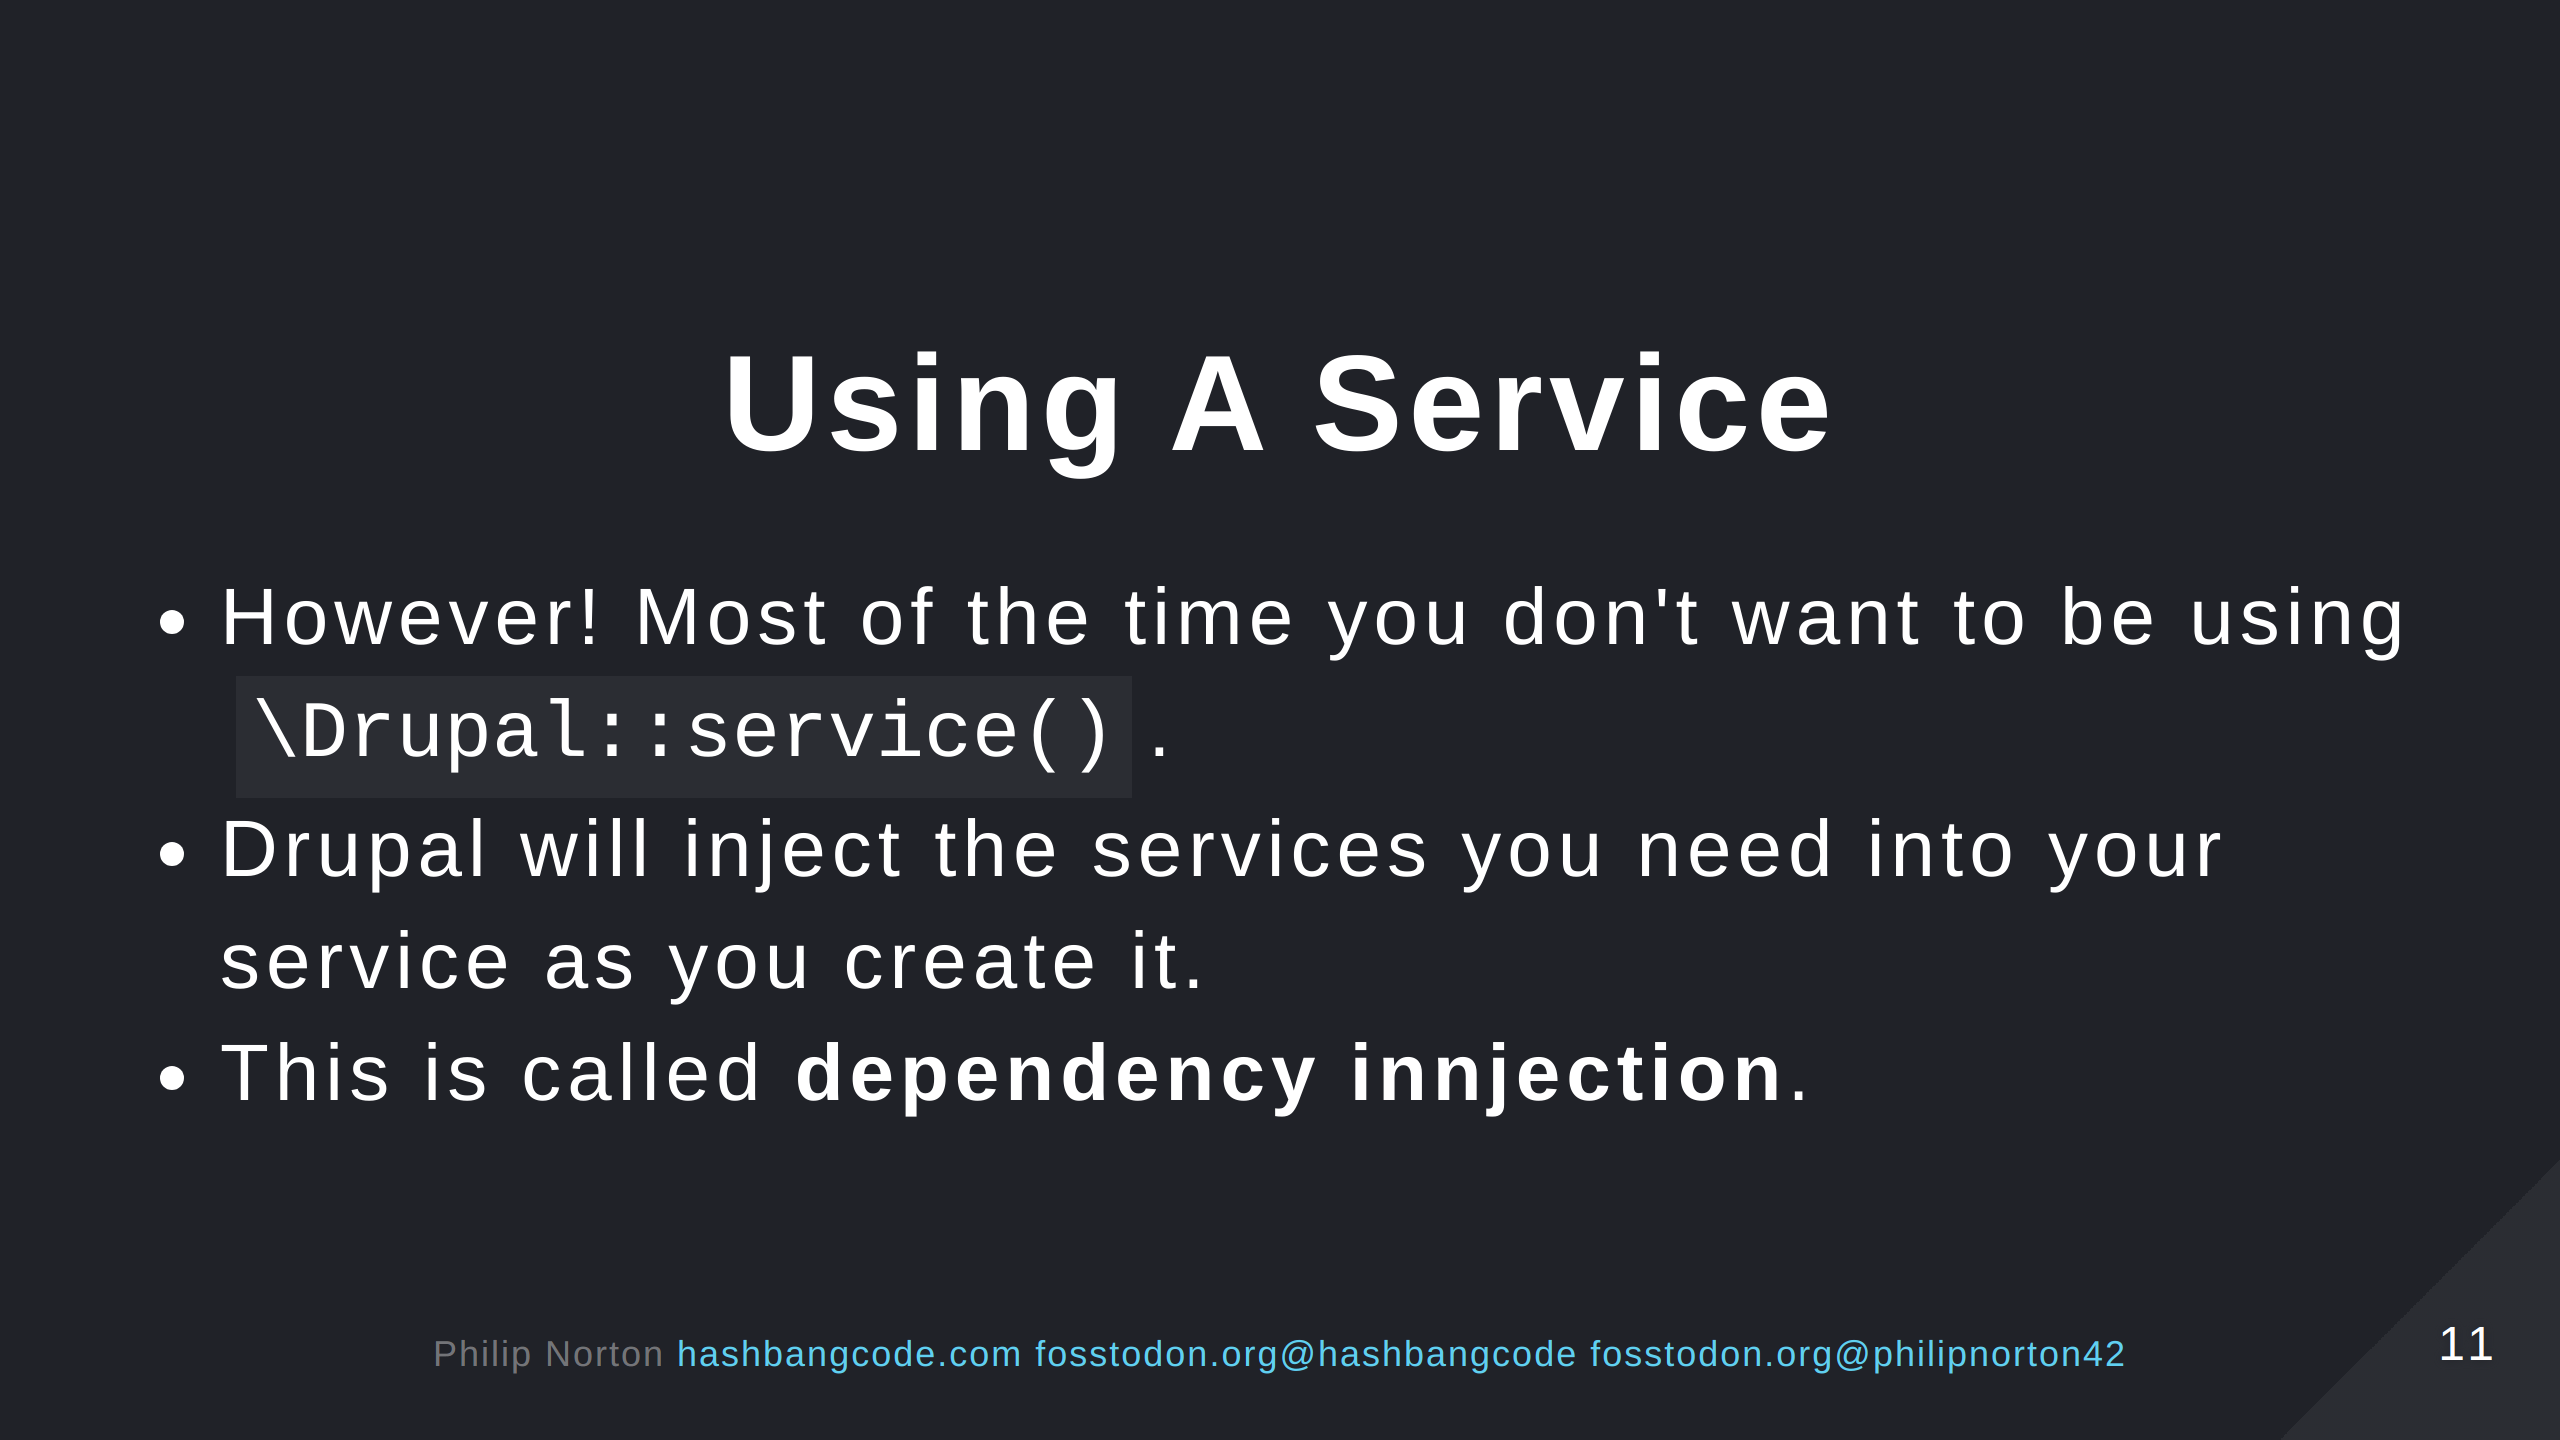 Using A Service
However! Most of the time you don't want to be using
\Drupal::service() .
Drupal will inject the services you need into your
service as you create it.
This is called dependency innjection.
Philip Norton hashbangcode.com fosstodon.org@hashbangcode fosstodon.org@philipnorton42
11